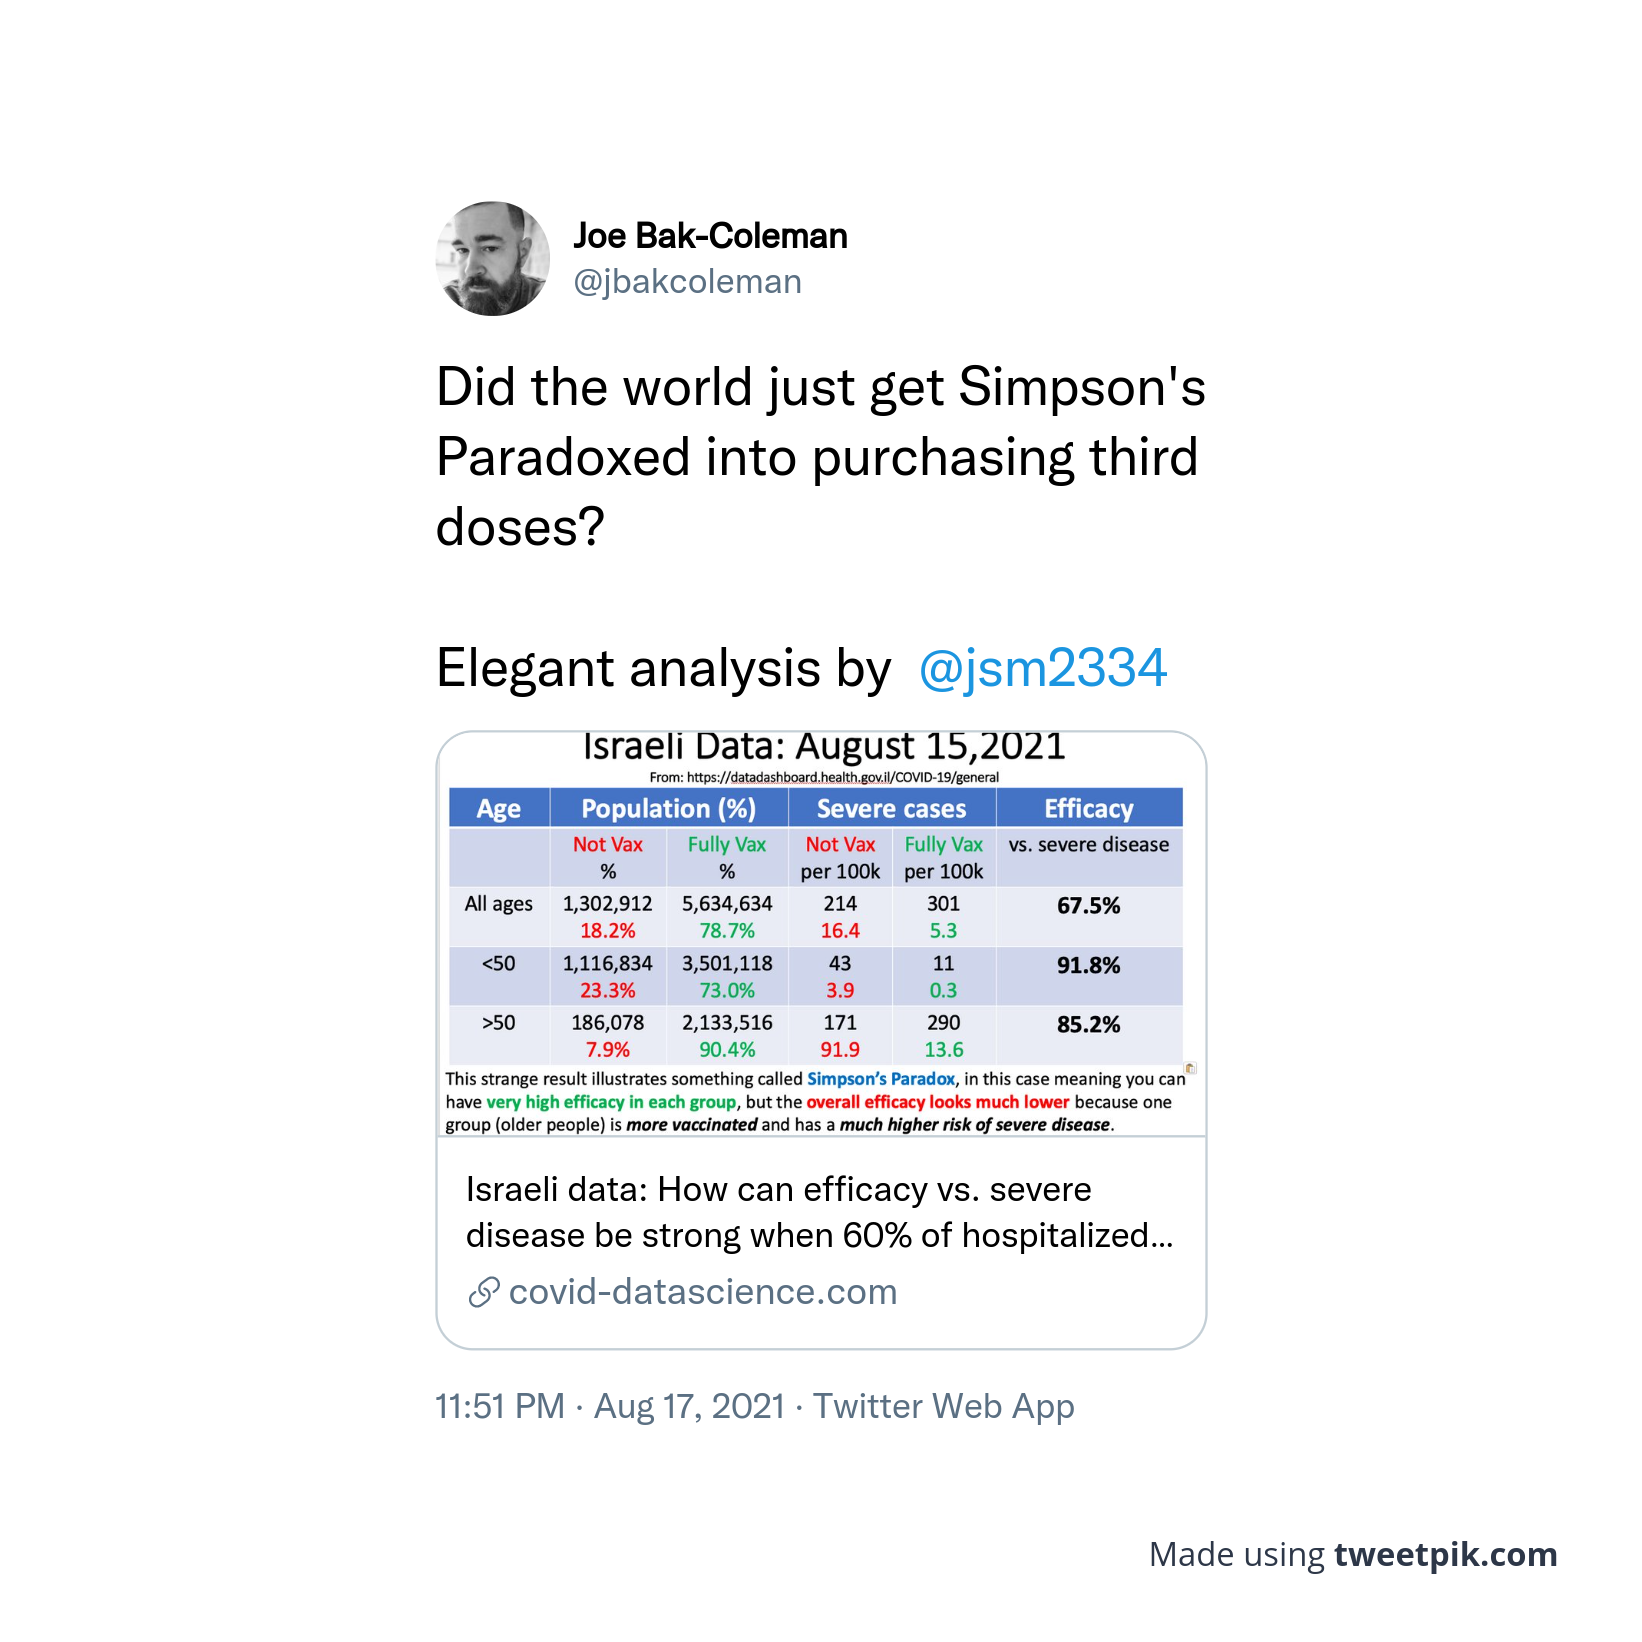 Joe Bak-Coleman
@jbakcoleman
Did the world just get Simpson's
Paradoxed into purchasing third
doses?
Elegant analysis by @jsm2334
Israeli Data: August 15,2021
From: https://datadashboard.health.gov.il/COVID-19/general
Age Population (%) Severe cases Efficacy
Not Vax Fully Vax Not Vax Fully Vax vs. severe disease
% % per 100k per 100k
All ages 1,302,912 5,634,634 214 301 67.5%
18.2% 78.7% 16.4 5.3
<50 1,116,834 3,501,118 43 11 91.8%
23.3% 73.0% 3.9 0.3
>50 186,078 2,133,516 171 290 85.2%
7.9% 90.4% 91.9 13.6
This strange result illustrates something called Simpson’s Paradox, in this case meaning you can
have very high efficacy in each group, but the overall efficacy looks much lower because one
group (older people) is more vaccinated and has a much higher risk of severe disease.
Israeli data: How can efficacy vs. severe
disease be strong when 60% of hospitalized...
covid-datascience.com
11:51 PM · Aug 17, 2021 · Twitter Web App
Made using tweetpik.com